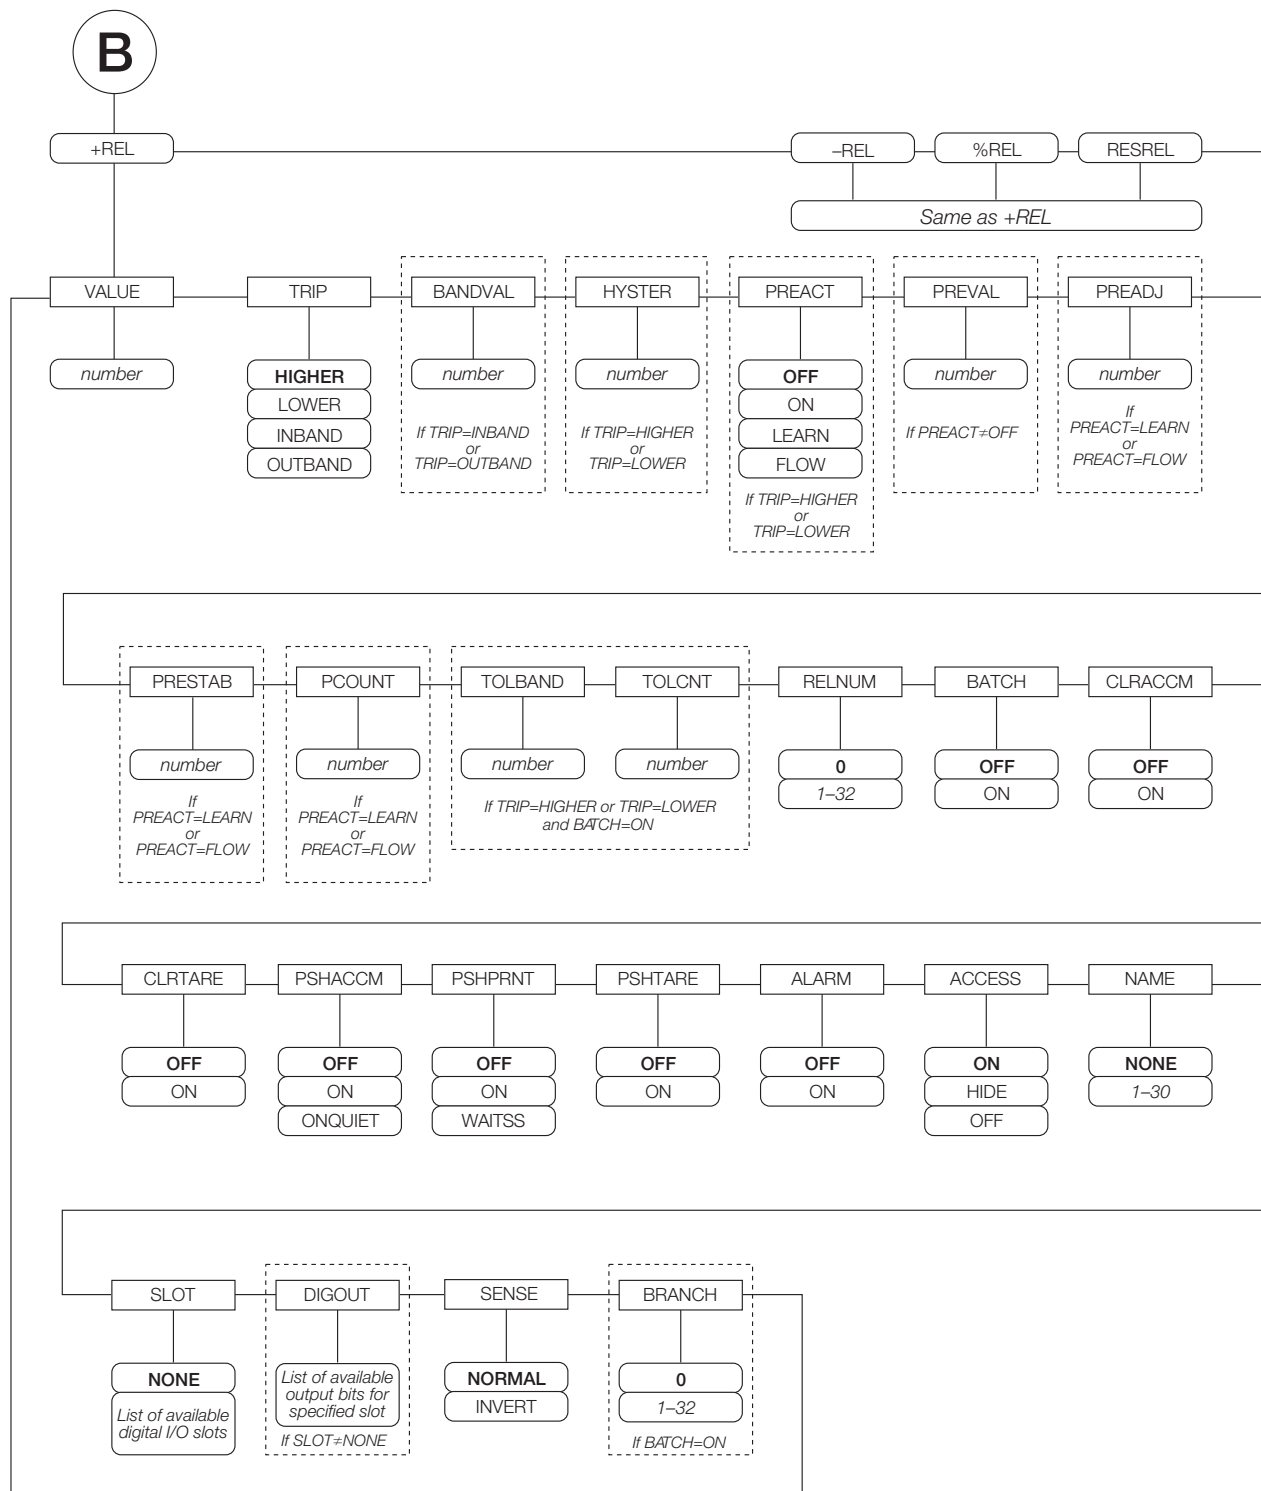 B
+REL
–REL
%REL
RESREL
Same as +REL
VALUE
TRIP
BANDVAL
HYSTER
PREACT
PREVAL
PREADJ
number
HIGHER
LOWER
INBAND
OUTBAND
number
If TRIP=INBAND
or
TRIP=OUTBAND
number
If TRIP=HIGHER
or
TRIP=LOWER
OFF
ON
LEARN
FLOW
If TRIP=HIGHER
or
TRIP=LOWER
number
If PREACT≠OFF
number
If
PREACT=LEARN
or
PREACT=FLOW
PRESTAB
PCOUNT
TOLBAND
TOLCNT
RELNUM
BATCH
CLRACCM
number
If
PREACT=LEARN
or
PREACT=FLOW
number
If
PREACT=LEARN
or
PREACT=FLOW
number
number
If TRIP=HIGHER or TRIP=LOWER
and BATCH=ON
0
1–32
OFF
ON
OFF
ON
CLRTARE
PSHACCM
PSHPRNT
PSHTARE
ALARM
ACCESS
NAME
OFF
ON
OFF
ON
ONQUIET
OFF
ON
WAITSS
OFF
ON
OFF
ON
ON
HIDE
OFF
NONE
1–30
SLOT
DIGOUT
SENSE
BRANCH
NONE
List of available
digital I/O slots
List of available
output bits for
specified slot
If SLOT≠NONE
NORMAL
INVERT
0
1–32
If BATCH=ON